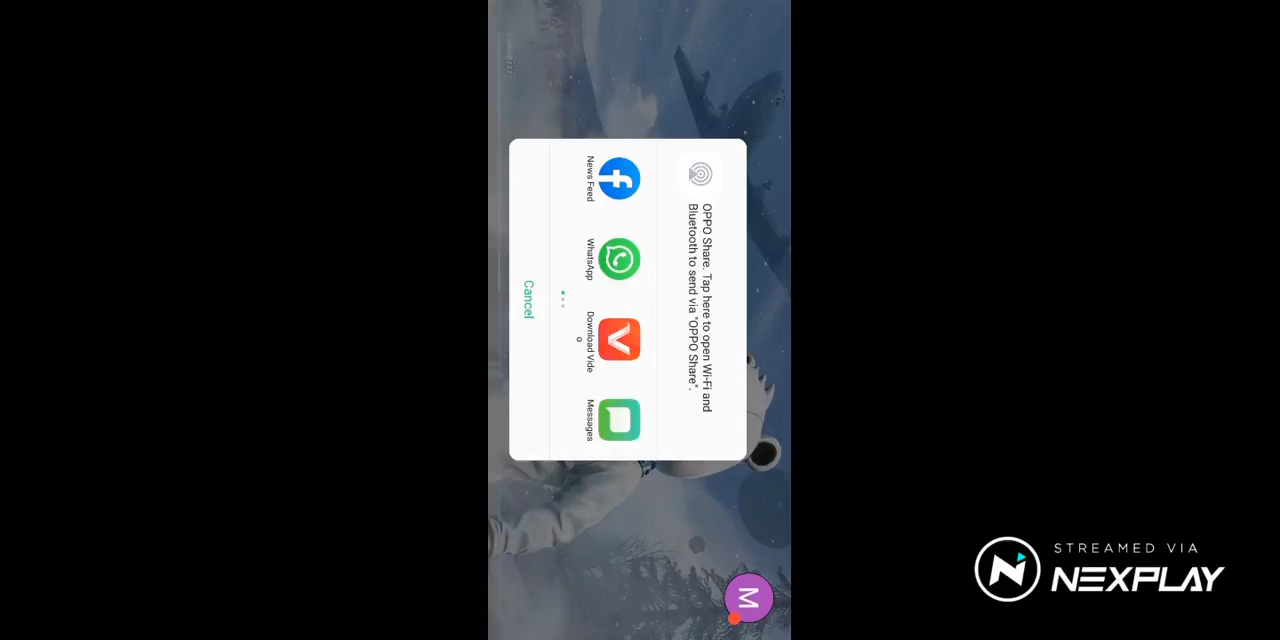 OPPO Share. Tap here to open Wi-Fi and
Bluetooth to send via "OPPO Share".
News Feed
WhatsApp
Download Vide
o
Messages
Cancel
M
STREAMED VIA
NEXPLAY